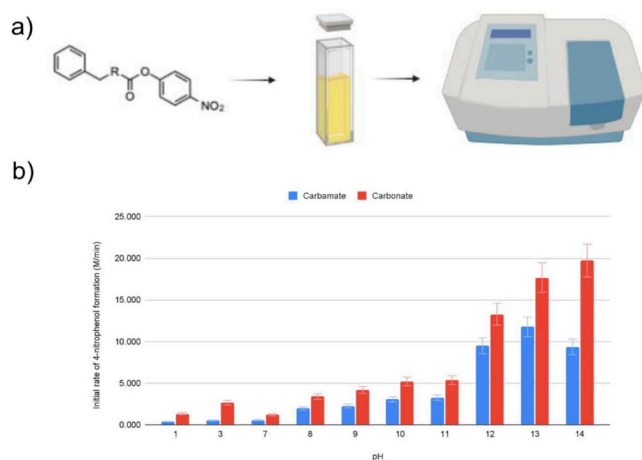 a)
R
O
O
NO₂
b)
Carbamate Carbonate
Initial rate of 4-nitrophenol formation (M/min)
25.000
20.000
15.000
10.000
5.000
0.000
1 3 7 8 9 10 11 12 13 14
pH